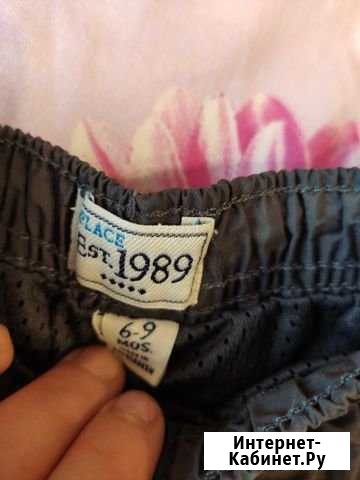 PLACE
EST. 1989
6-9
MOS.
Интернет-
Кабинет.Ру